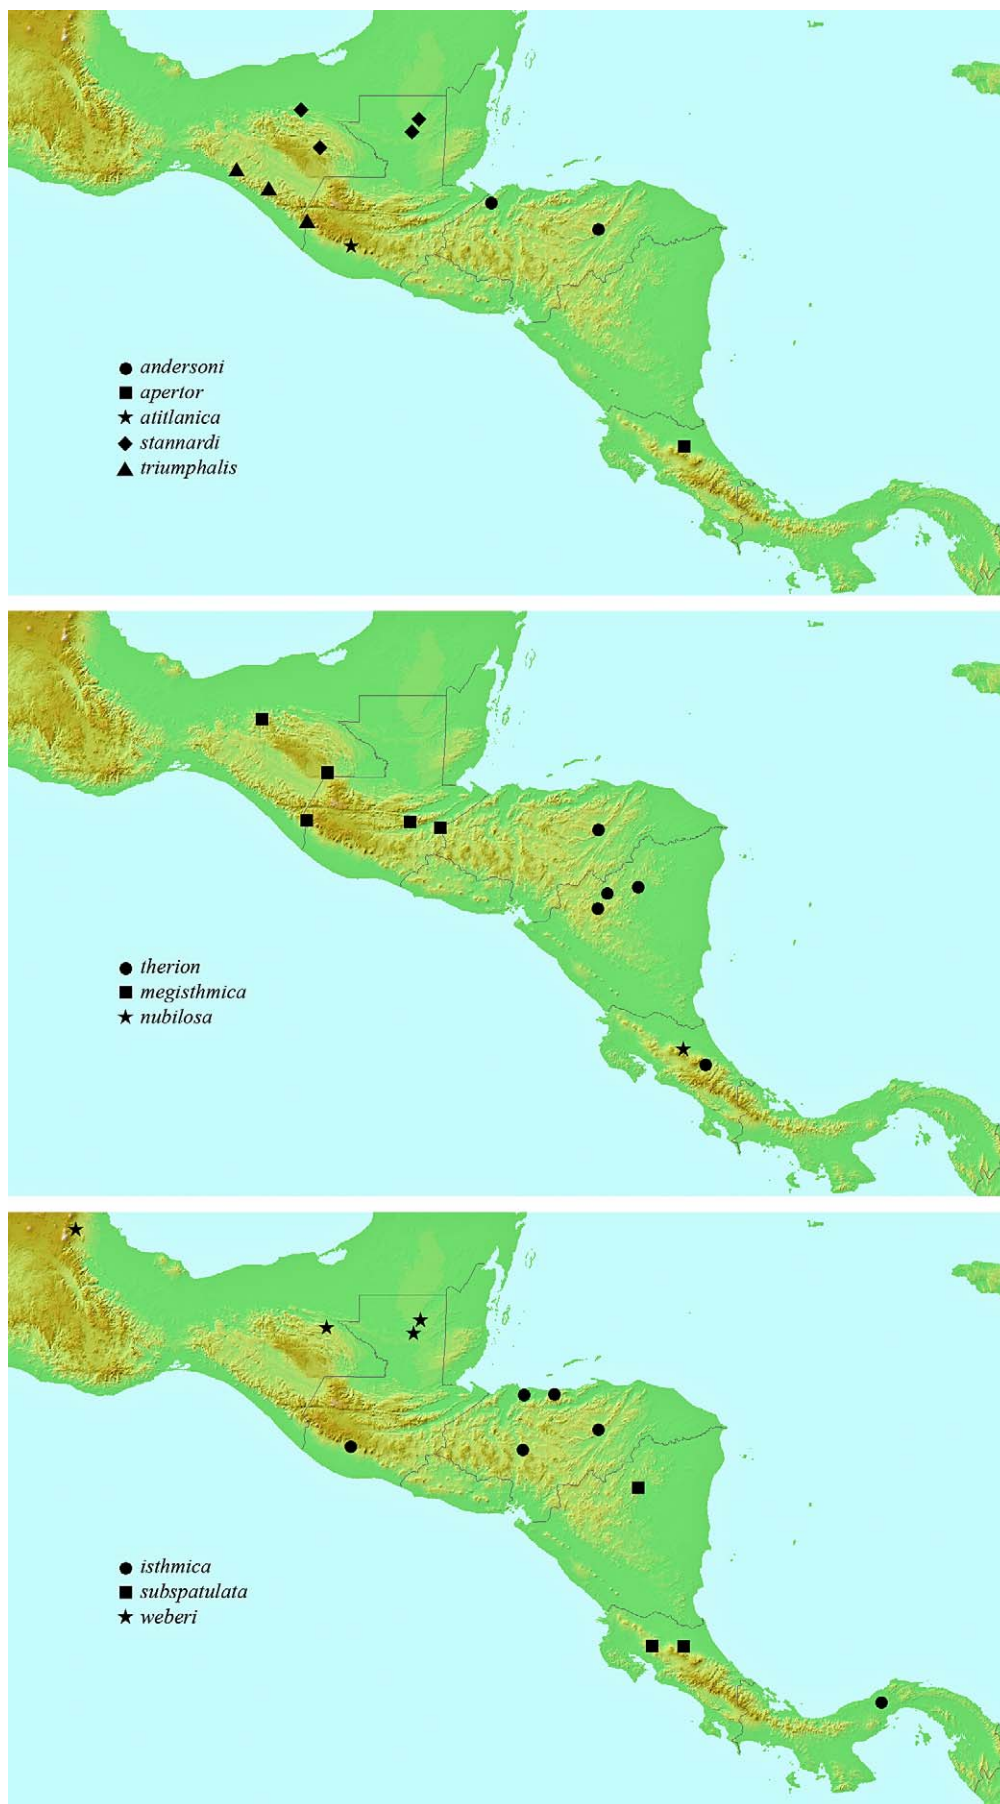 andersoni
apertor
atitlanica
stannardi
triumphalis
therion
megisthmica
nubilosa
isthmica
subspatulata
weberi